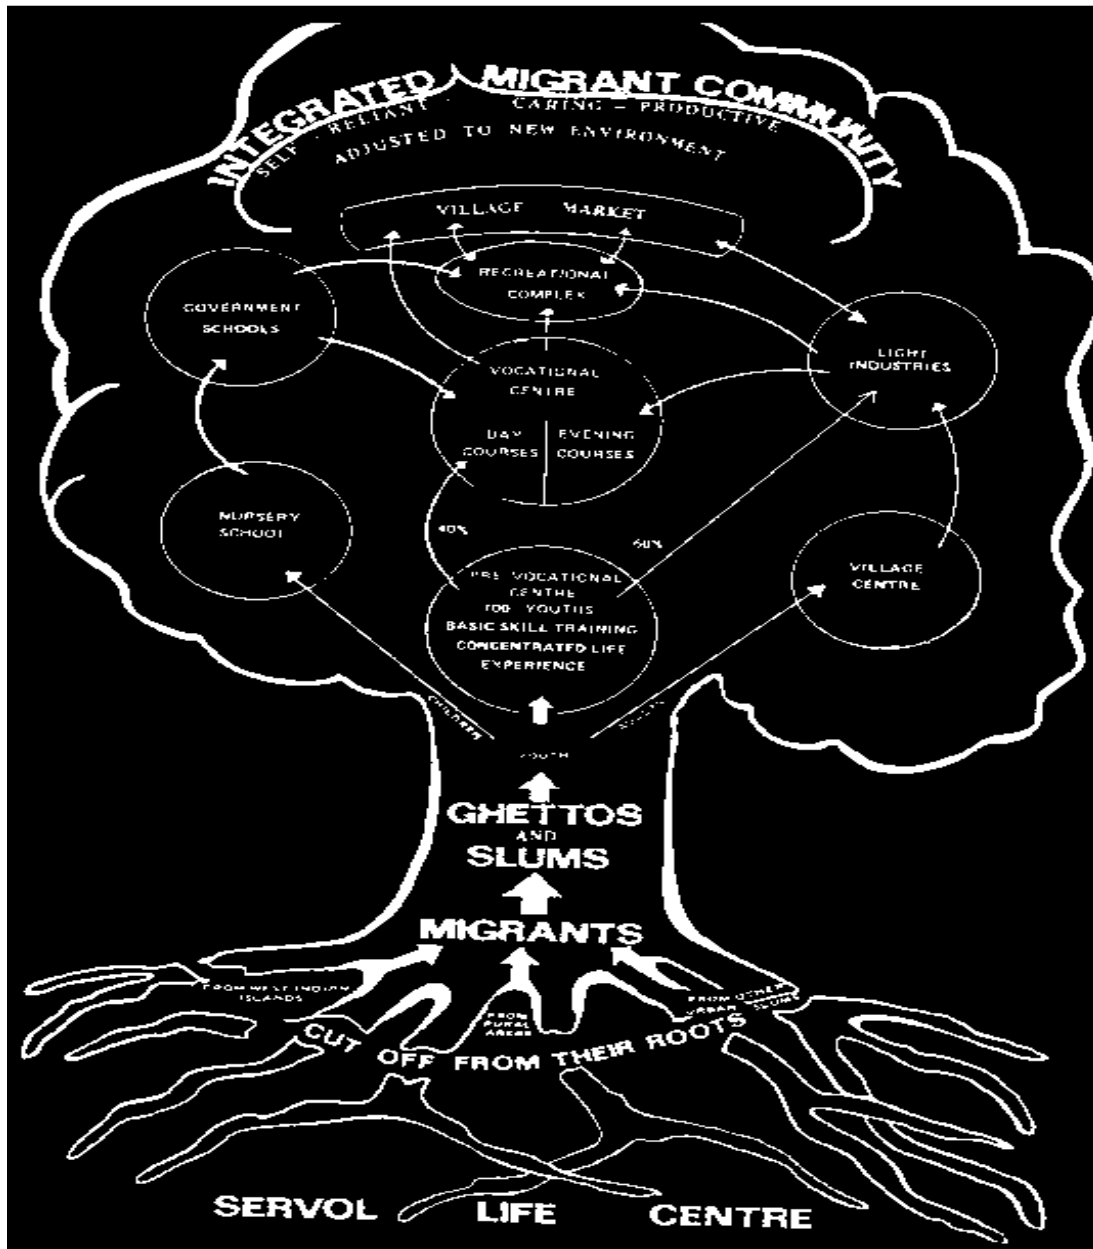 INTEGRATED MIGRANT COMMUNITY
SELF - RELIANT - CARING - PRODUCTIVE
ADJUSTED TO NEW ENVIRONMENT
VILLAGE MARKET
RECREATIONAL
COMPLEX
GOVERNMENT
SCHOOLS
LIGHT
INDUSTRIES
VOCATIONAL
CENTRE
DAY
COURSES
EVENING
COURSES
NURSERY
SCHOOL
40%
60%
VILLAGE
CENTRE
PRE VOCATIONAL
CENTRE
100 YOUTHS
BASIC SKILL TRAINING
CONCENTRATED LIFE
EXPERIENCE
CHILDREN
ADULTS
YOUTH
GHETTOS
AND
SLUMS
MIGRANTS
FROM WEST INDIAN
ISLANDS
FROM
RURAL
AREAS
FROM OTHER
URBAN SLUMS
CUT OFF FROM THEIR ROOTS
SERVOL LIFE CENTRE